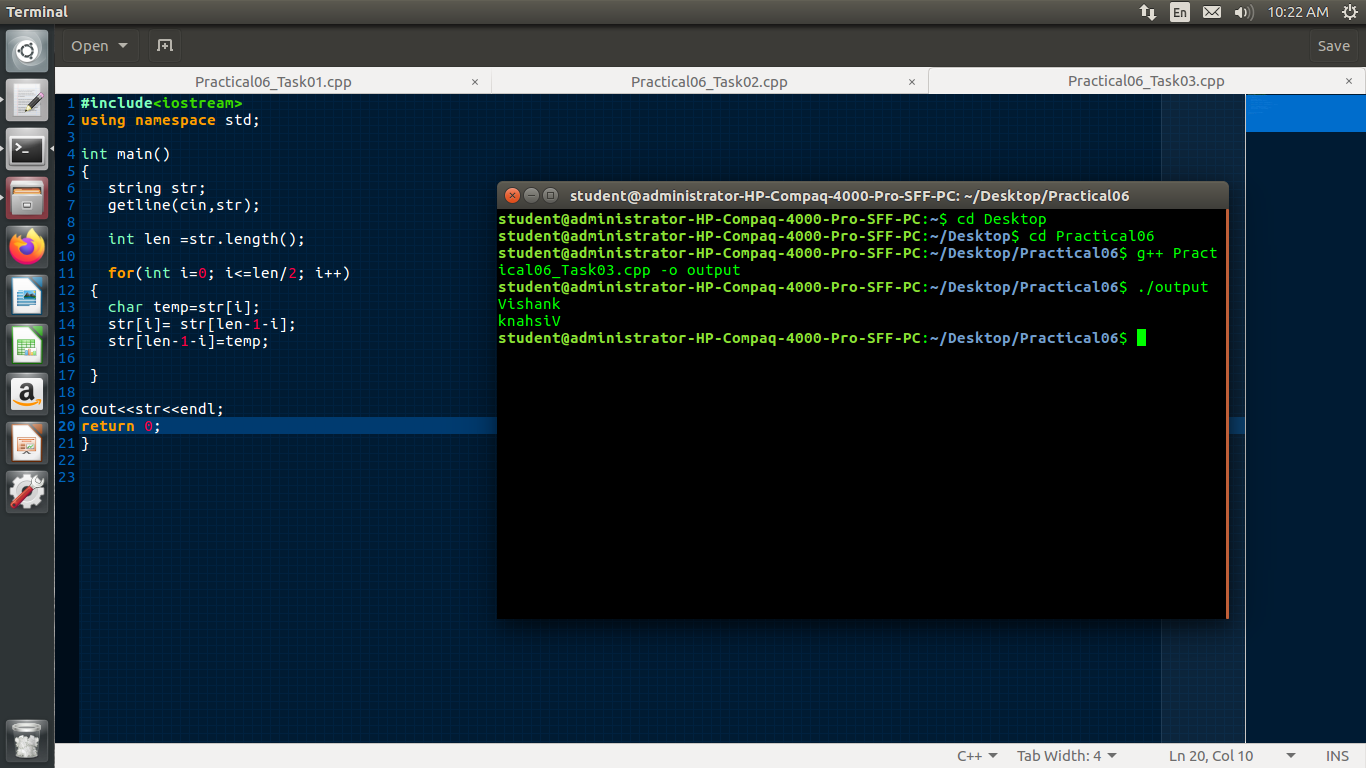 Terminal
En
10:22 AM
Open
Save
Practical06_Task01.cpp ×
Practical06_Task02.cpp ×
Practical06_Task03.cpp ×
1 #include<iostream>
2 using namespace std;
3
4 int main()
5 {
6    string str;
7    getline(cin,str);
8
9    int len =str.length();
10
11    for(int i=0; i<=len/2; i++)
12  {
13    char temp=str[i];
14    str[i]= str[len-1-i];
15    str[len-1-i]=temp;
16
17  }
18
19 cout<<str<<endl;
20 return 0;
21 }
22
23
student@administrator-HP-Compaq-4000-Pro-SFF-PC: ~/Desktop/Practical06
student@administrator-HP-Compaq-4000-Pro-SFF-PC:~$ cd Desktop
student@administrator-HP-Compaq-4000-Pro-SFF-PC:~/Desktop$ cd Practical06
student@administrator-HP-Compaq-4000-Pro-SFF-PC:~/Desktop/Practical06$ g++ Pract
ical06_Task03.cpp -o output
student@administrator-HP-Compaq-4000-Pro-SFF-PC:~/Desktop/Practical06$ ./output
Vishank
knahsiV
student@administrator-HP-Compaq-4000-Pro-SFF-PC:~/Desktop/Practical06$
a
C++
Tab Width: 4
Ln 20, Col 10
INS